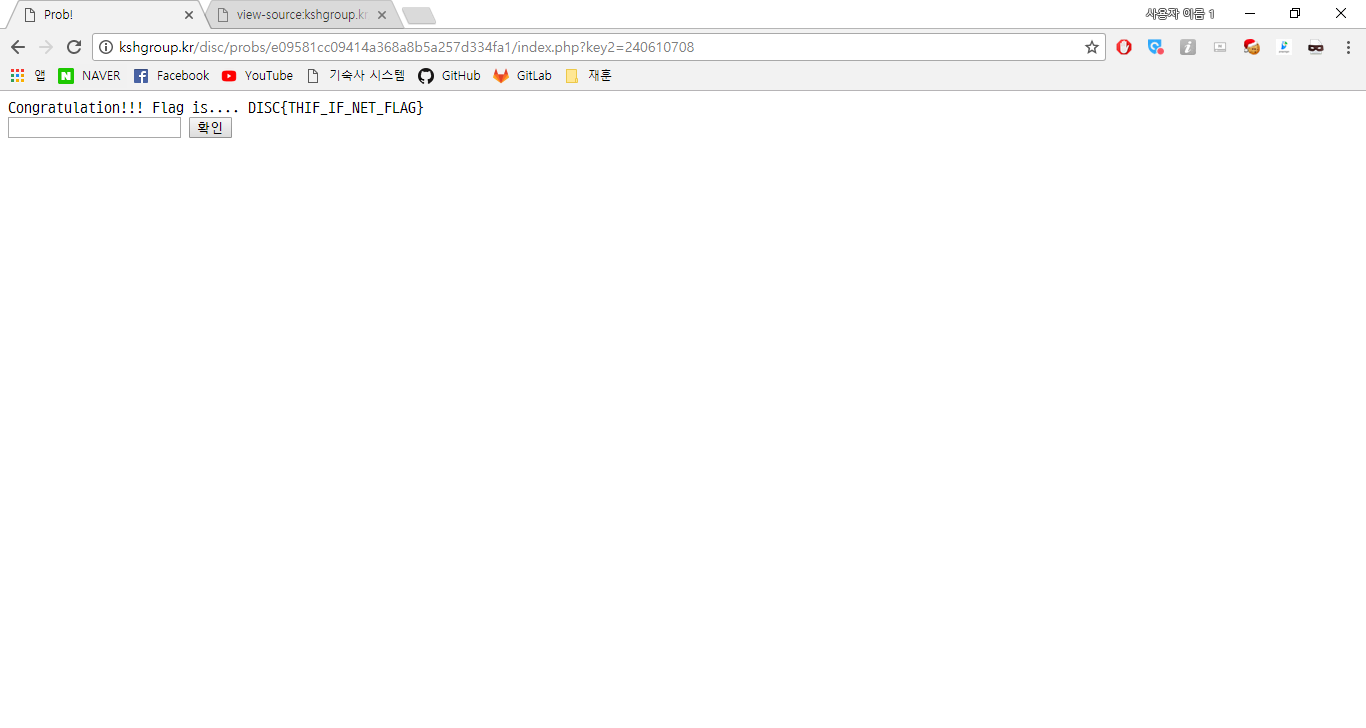 Prob!
view-source:kshgroup.kr
사용자 이름 1
kshgroup.kr/disc/probs/e09581cc09414a368a8b5a257d334fa1/index.php?key2=240610708
앱 NAVER Facebook YouTube 기숙사 시스템 GitHub GitLab 재훈
Congratulation!!! Flag is.... DISC{THIF_IF_NET_FLAG}
확인